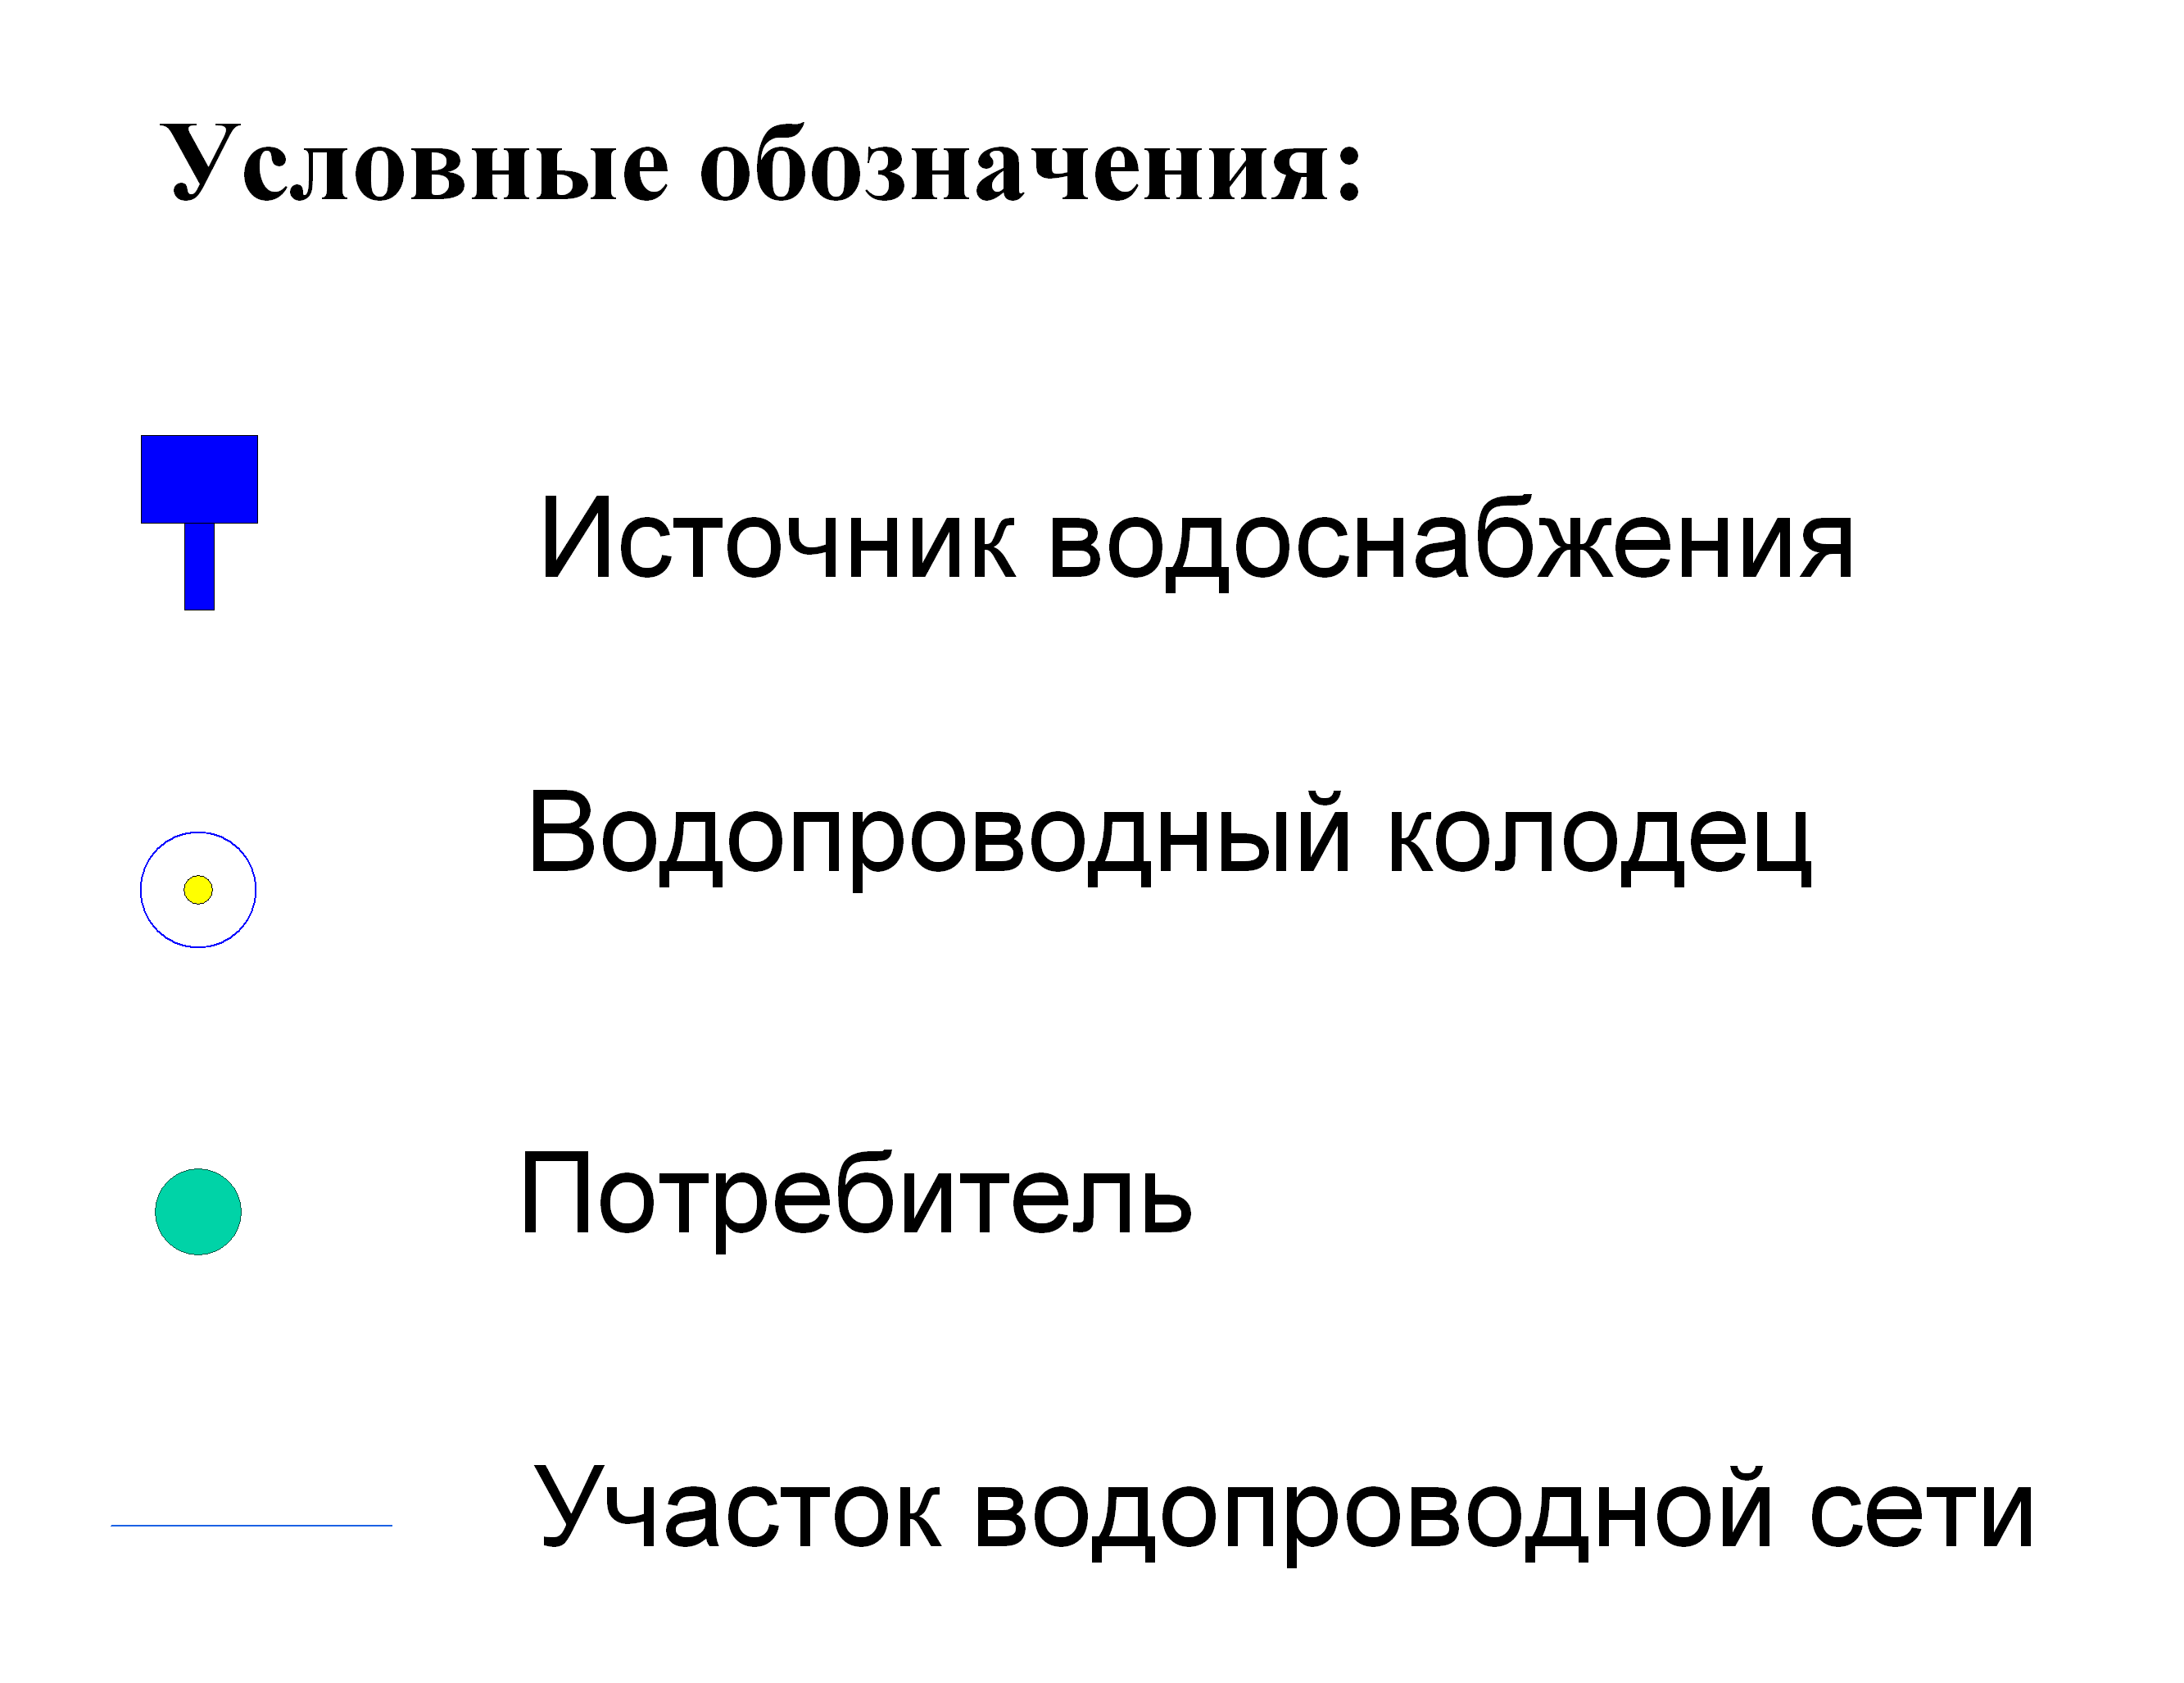 Условные обозначения:
Источник водоснабжения
Водопроводный колодец
Потребитель
Участок водопроводной сети